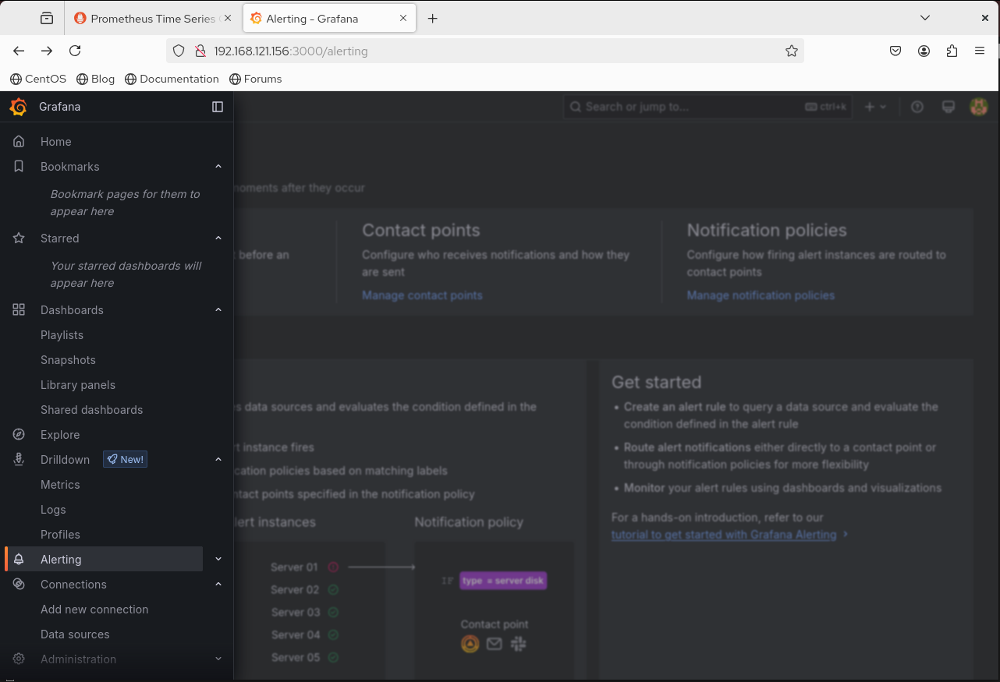 Prometheus Time Series
Alerting - Grafana
192.168.121.156:3000/alerting
CentOS
Blog
Documentation
Forums
Grafana
Search or jump to...
ctrl+k
Home
Bookmarks
Bookmark pages for them to
appear here
Starred
Your starred dashboards will
appear here
Dashboards
Playlists
Snapshots
Library panels
Shared dashboards
Explore
Drilldown
New!
Metrics
Logs
Profiles
Alerting
Connections
Add new connection
Data sources
Administration
moments after they occur
before an
Contact points
Configure who receives notifications and how they
are sent
Manage contact points
Notification policies
Configure how firing alert instances are routed to
contact points
Manage notification policies
data sources and evaluates the condition defined in the
instance fires
policies based on matching labels
points specified in the notification policy
instances
Server 01
Server 02
Server 03
Server 04
Server 05
Notification policy
IF type = server disk
Contact point
Get started
• Create an alert rule to query a data source and evaluate the
condition defined in the alert rule
• Route alert notifications either directly to a contact point or
through notification policies for more flexibility
• Monitor your alert rules using dashboards and visualizations
For a hands-on introduction, refer to our
tutorial to get started with Grafana Alerting